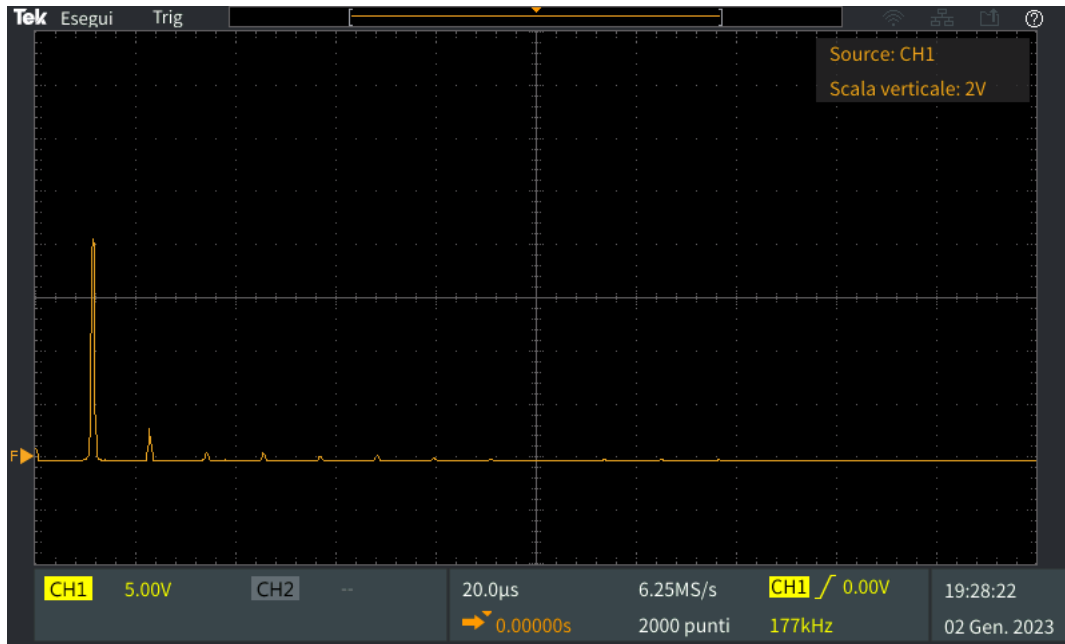 Tek Esegui Trig
Source: CH1
Scala verticale: 2V
F
CH1 5.00V CH2 -- 20.0µs 6.25MS/s CH1 0.00V 19:28:22
0.00000s 2000 punti 177kHz 02 Gen. 2023